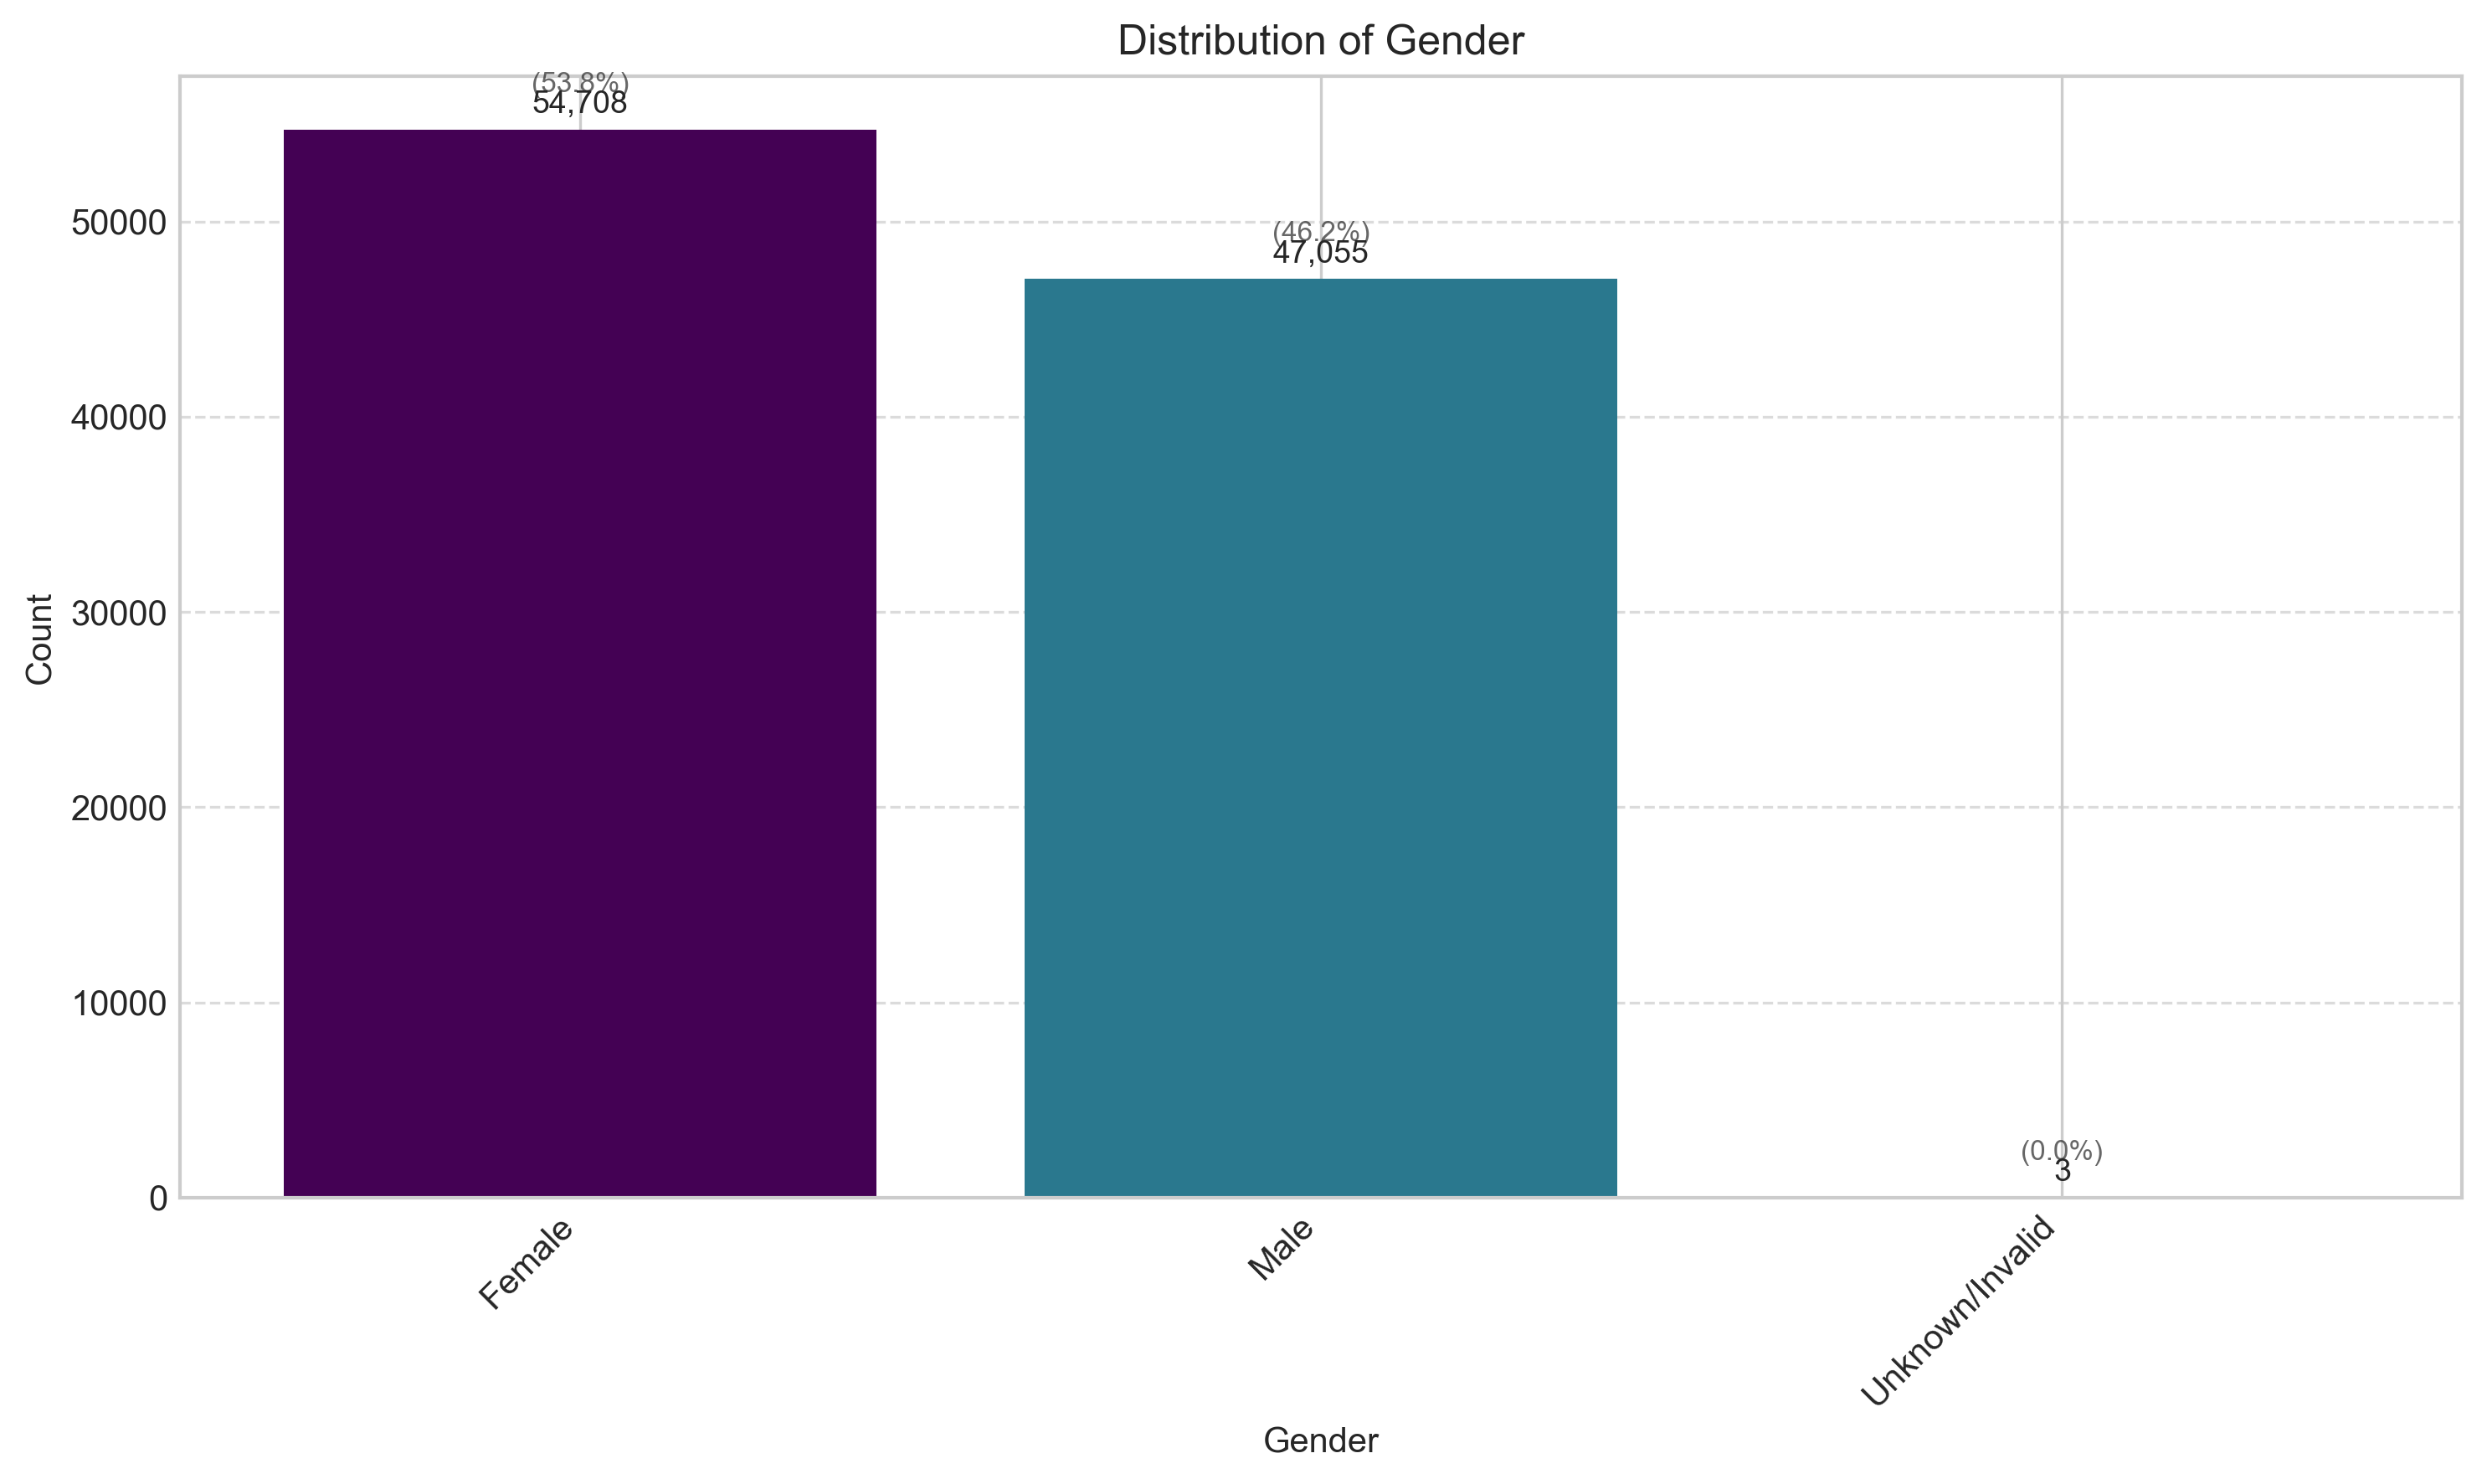 Distribution of Gender
(53.8%)
54,708
(46.2%)
47,055
(0.0%)
3
50000
40000
30000
20000
10000
0
Count
Female
Male
Unknown/Invalid
Gender